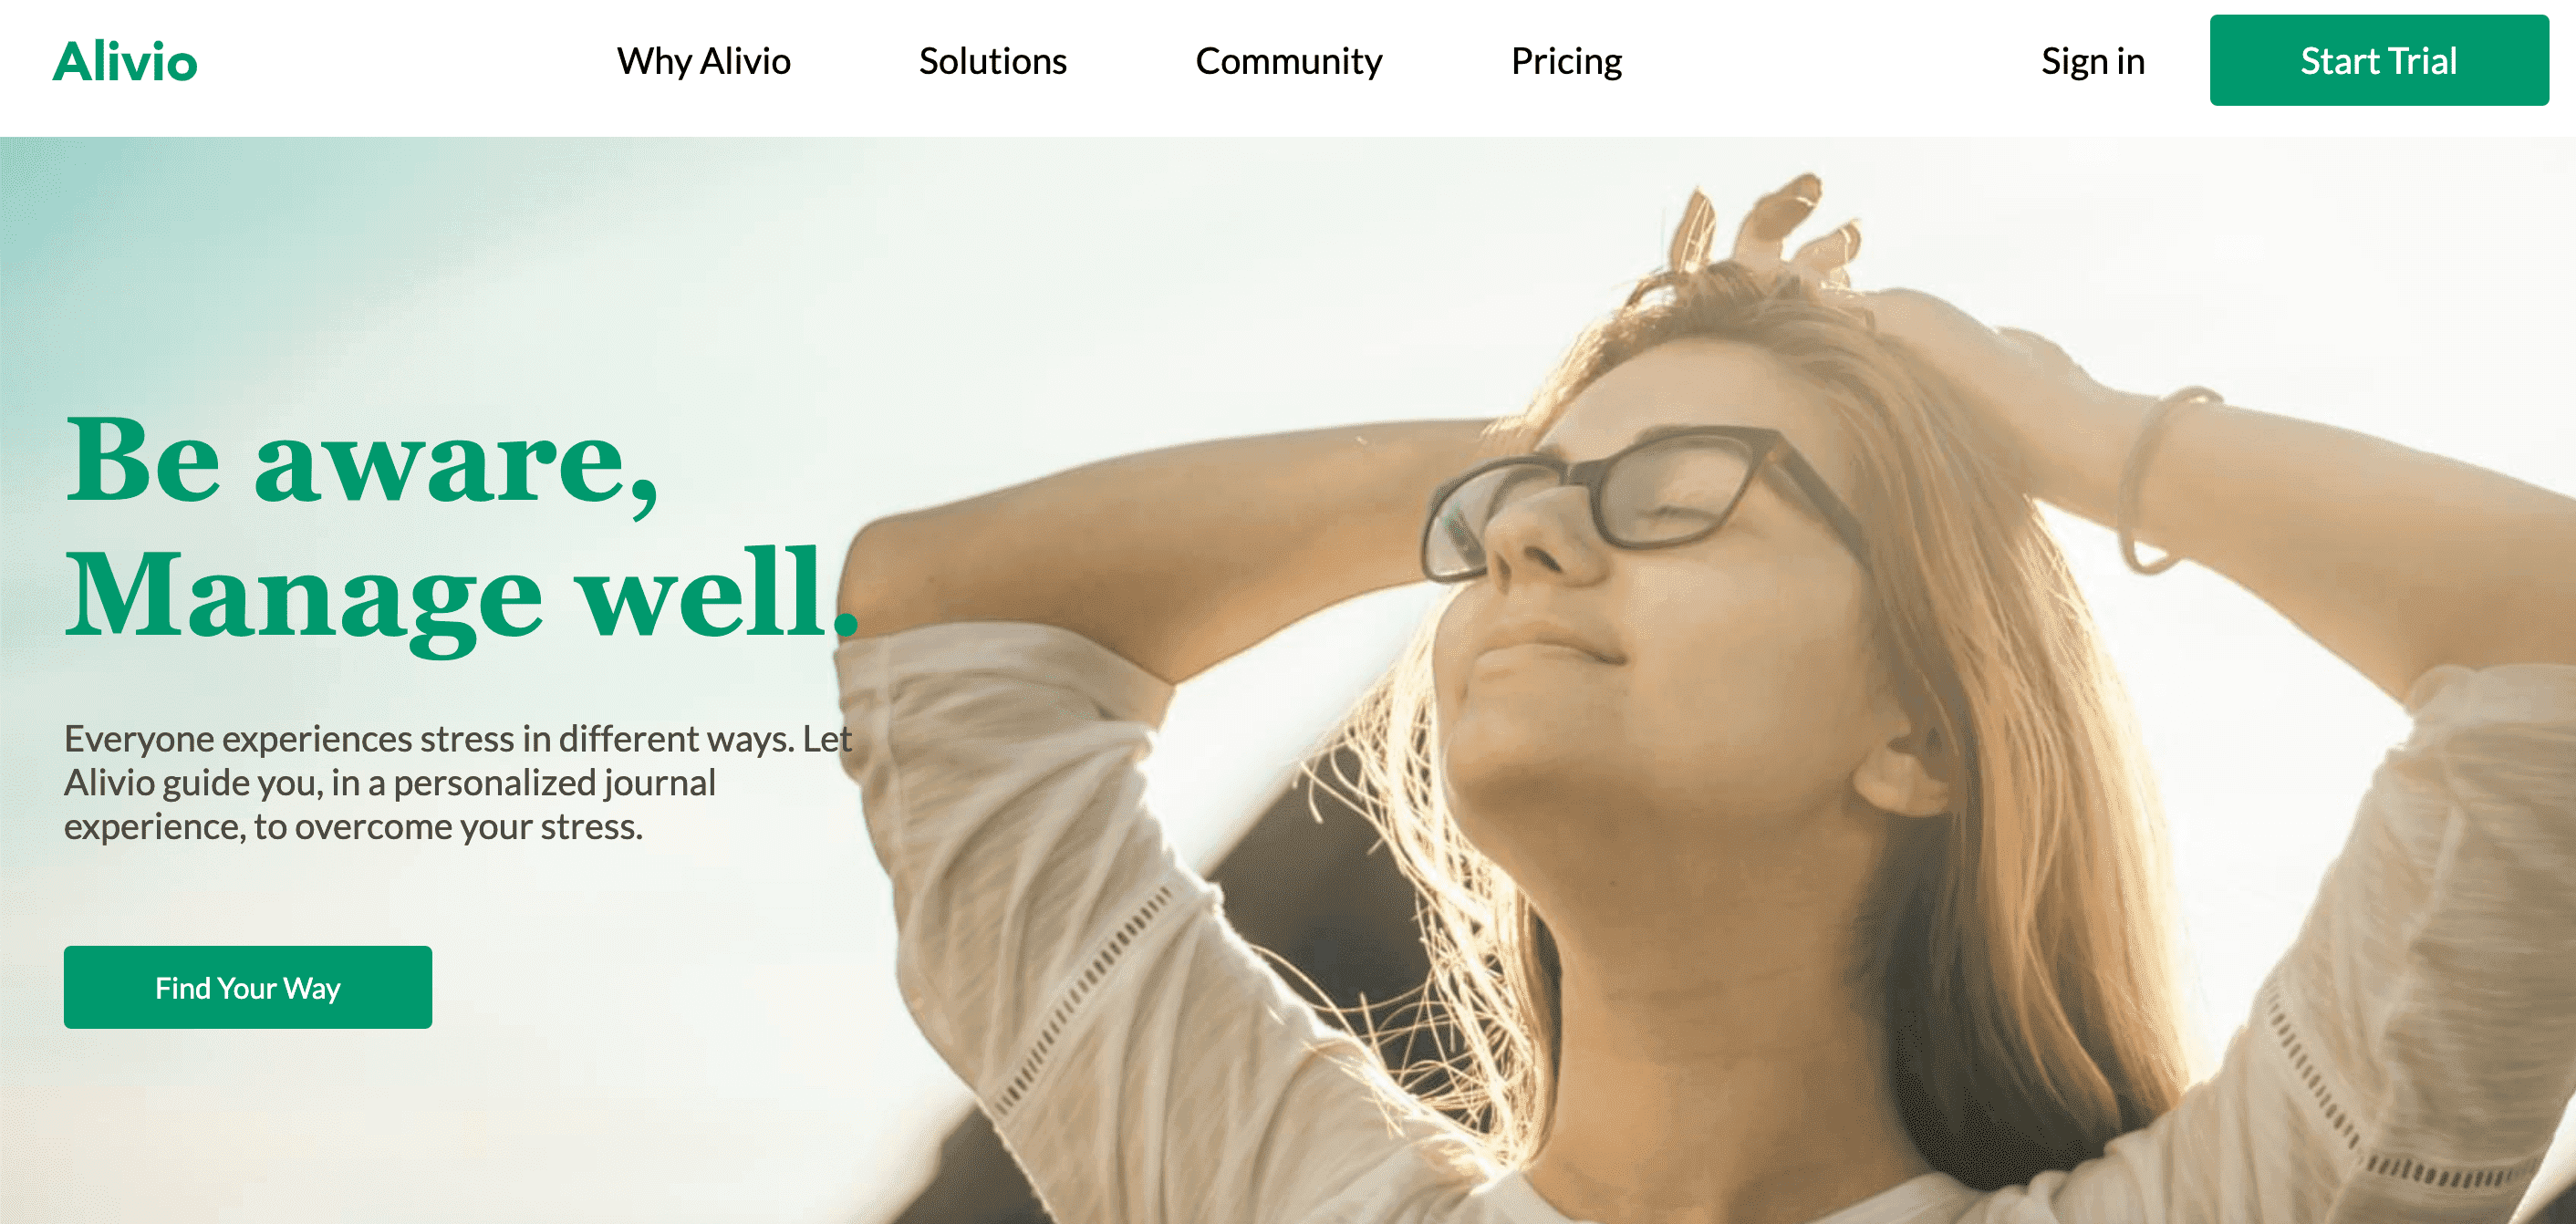 Alivio
Why Alivio
Solutions
Community
Pricing
Sign in
Start Trial
Be aware,
Manage well.
Everyone experiences stress in different ways. Let
Alivio guide you, in a personalized journal
experience, to overcome your stress.
Find Your Way